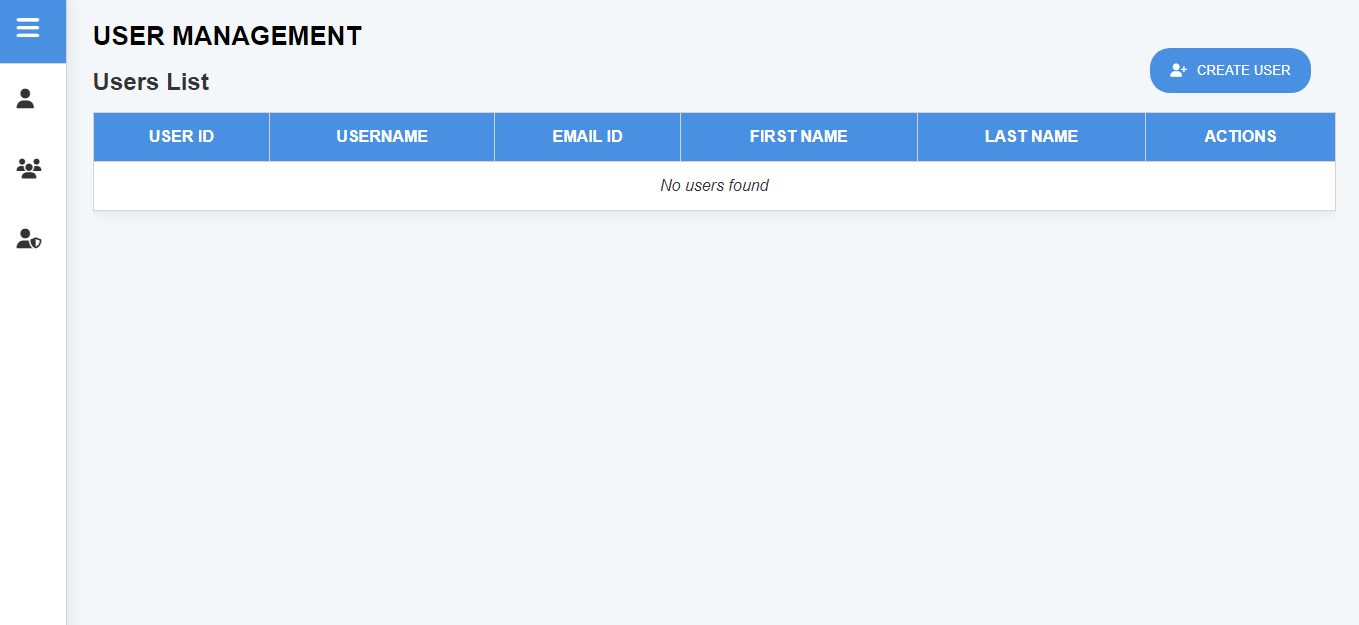 USER MANAGEMENT
Users List
CREATE USER
USER ID USERNAME EMAIL ID FIRST NAME LAST NAME ACTIONS
No users found